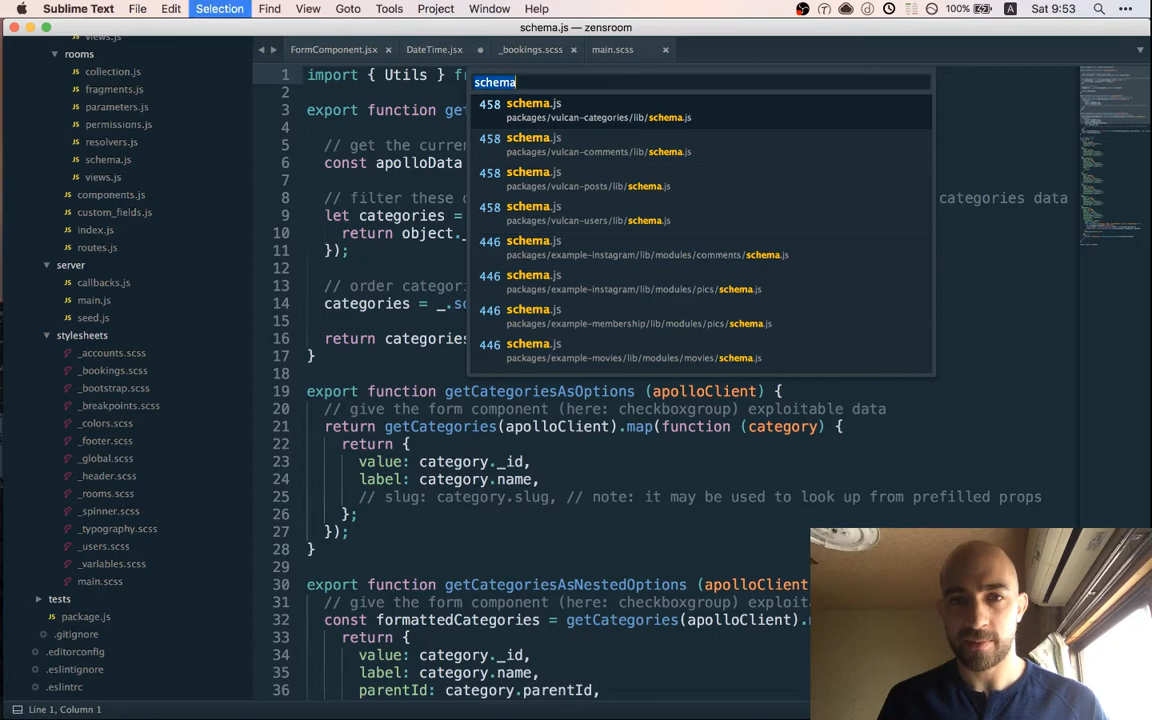 Sublime Text File Edit Selection Find View Goto Tools Project Window Help 100% A Sat 9:53
schema.js — zensroom
views.js
rooms
collection.js
fragments.js
parameters.js
permissions.js
resolvers.js
schema.js
views.js
components.js
custom_fields.js
index.js
routes.js
server
callbacks.js
main.js
seed.js
stylesheets
_accounts.scss
_bookings.scss
_bootstrap.scss
_breakpoints.scss
_colors.scss
_footer.scss
_global.scss
_header.scss
_rooms.scss
_spinner.scss
_typography.scss
_users.scss
_variables.scss
main.scss
tests
package.js
.gitignore
.editorconfig
.eslintignore
.eslintrc
FormComponent.jsx DateTime.jsx _bookings.scss main.scss
schema
458 schema.js
packages/vulcan-categories/lib/schema.js
458 schema.js
packages/vulcan-comments/lib/schema.js
458 schema.js
packages/vulcan-posts/lib/schema.js
458 schema.js
packages/vulcan-users/lib/schema.js
446 schema.js
packages/example-instagram/lib/modules/comments/schema.js
446 schema.js
packages/example-instagram/lib/modules/pics/schema.js
446 schema.js
packages/example-membership/lib/modules/pics/schema.js
446 schema.js
packages/example-movies/lib/modules/movies/schema.js
1 import { Utils } f
2
3 export function get
4
5 // get the curre
6 const apolloData
7
8 // filter these categories data
9 let categories =
10 return object._
11 });
12
13 // order categori
14 categories = _.so
15
16 return categories
17 }
18
19 export function getCategoriesAsOptions (apolloClient) {
20 // give the form component (here: checkboxgroup) exploitable data
21 return getCategories(apolloClient).map(function (category) {
22 return {
23 value: category._id,
24 label: category.name,
25 // slug: category.slug, // note: it may be used to look up from prefilled props
26 };
27 });
28 }
29
30 export function getCategoriesAsNestedOptions (apolloClient
31 // give the form component (here: checkboxgroup) exploit
32 const formattedCategories = getCategories(apolloClient).
33 return {
34 value: category._id,
35 label: category.name,
36 parentId: category.parentId,
Line 1, Column 1